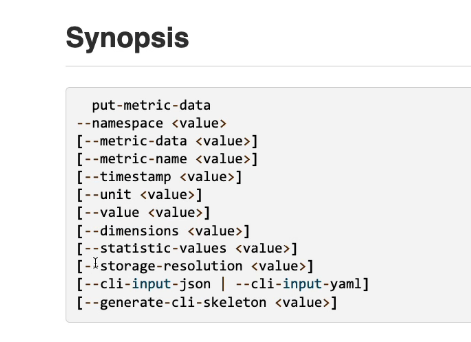 Synopsis
put-metric-data
--namespace <value>
[--metric-data <value>]
[--metric-name <value>]
[--timestamp <value>]
[--unit <value>]
[--value <value>]
[--dimensions <value>]
[--statistic-values <value>]
[--storage-resolution <value>]
[--cli-input-json | --cli-input-yaml]
[--generate-cli-skeleton <value>]